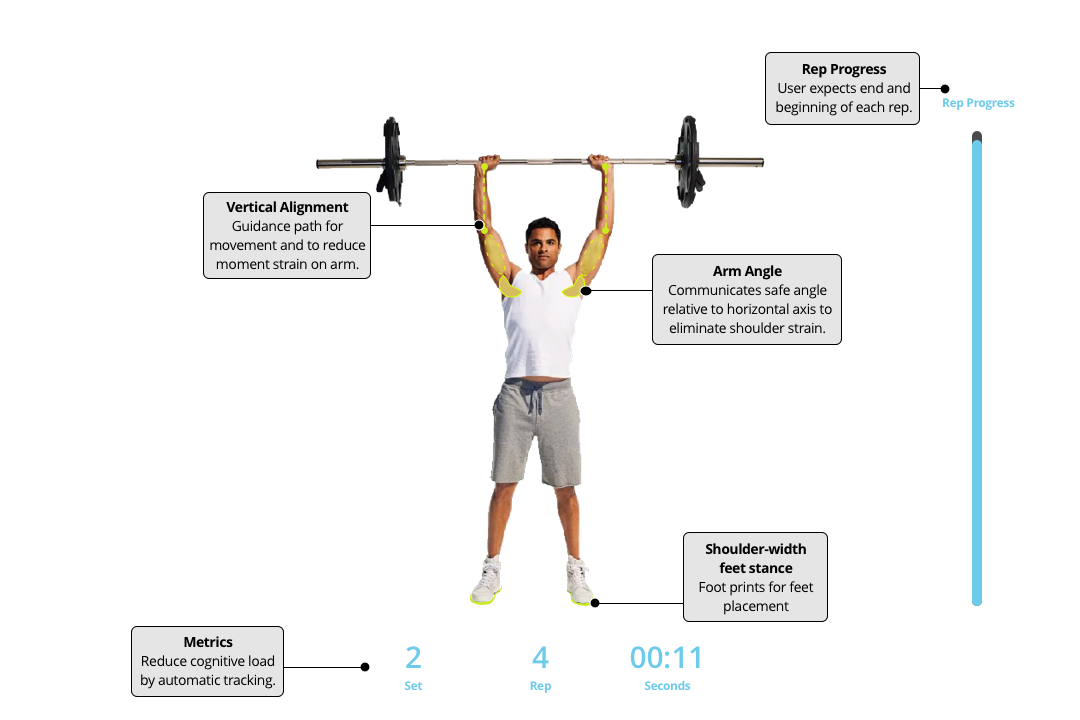 Rep Progress
User expects end and
beginning of each rep.
Rep Progress
Vertical Alignment
Guidance path for
movement and to reduce
moment strain on arm.
Arm Angle
Communicates safe angle
relative to horizontal axis to
eliminate shoulder strain.
Shoulder-width
feet stance
Foot prints for feet
placement
Metrics
Reduce cognitive load
by automatic tracking.
2
Set
4
Rep
00:11
Seconds